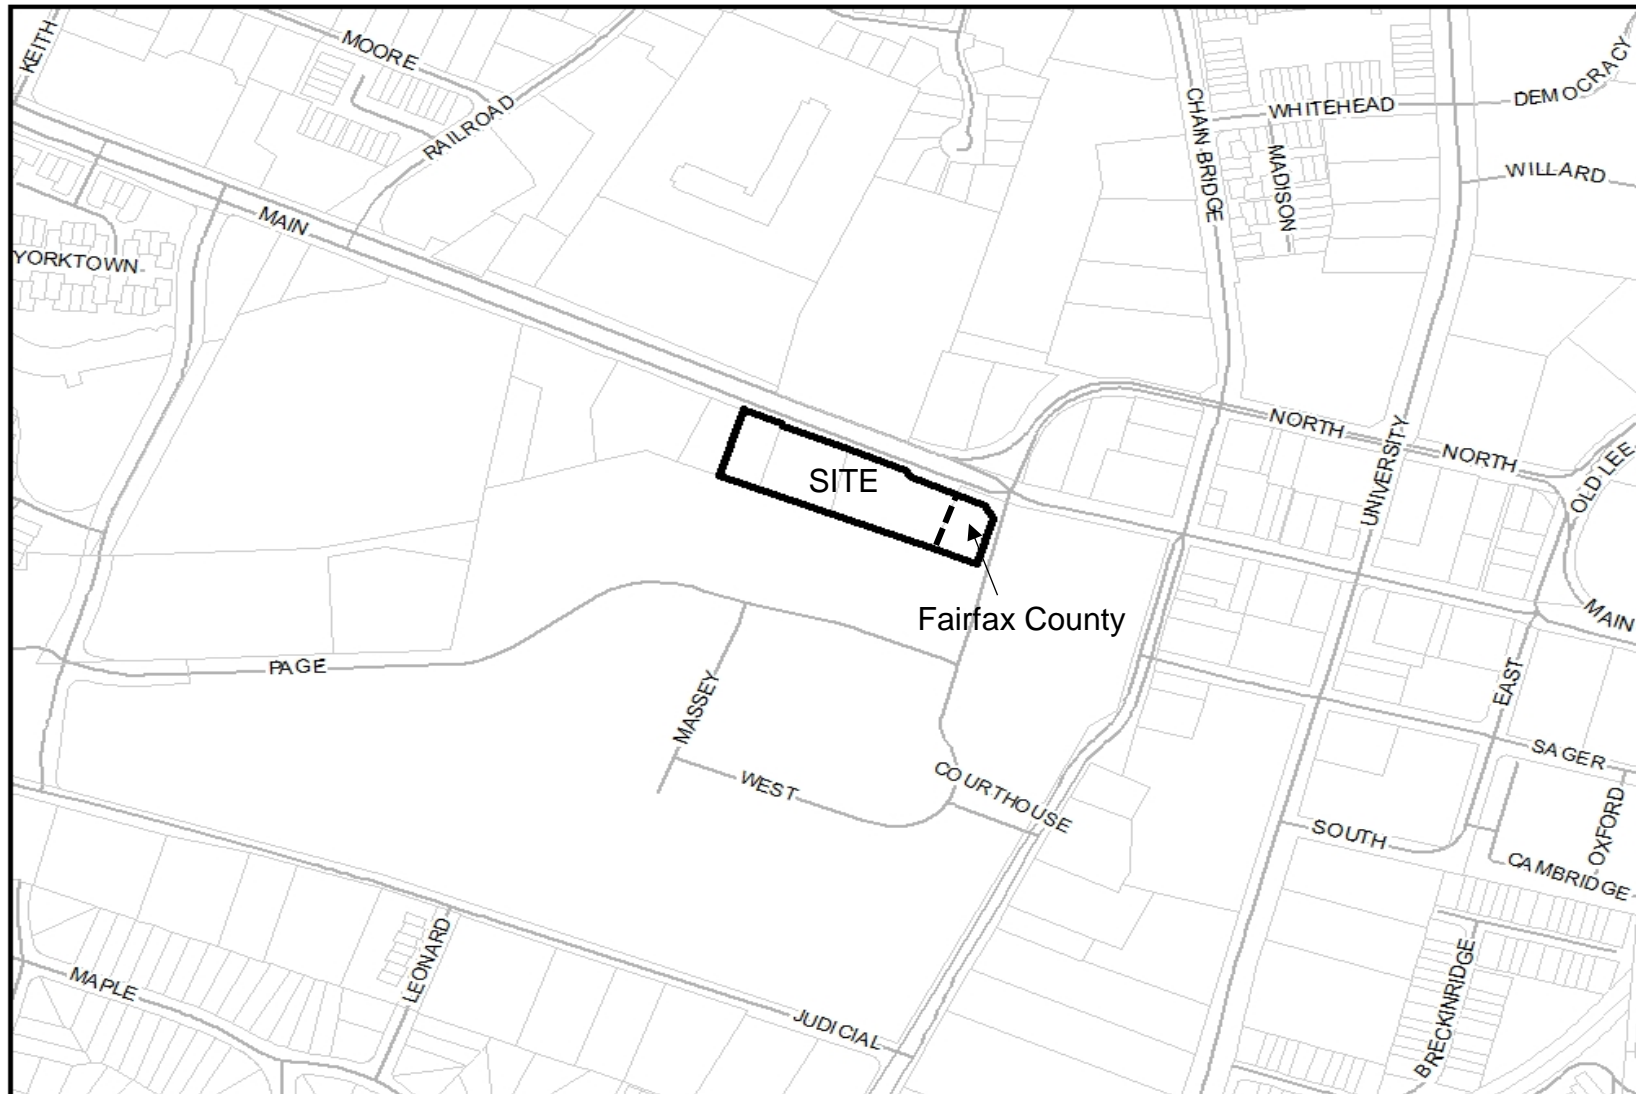 KEITH
MOORE
RAILROAD
MAIN
YORKTOWN
CHAIN BRIDGE
WHITEHEAD
DEMOCRACY
MADISON
WILLARD
NORTH
NORTH
UNIVERSITY
OLD LEE
SITE
Fairfax County
MAIN
PAGE
MASSEY
WEST
COURTHOUSE
EAST
SAGER
OXFORD
SOUTH
CAMBRIDGE
LEONARD
MAPLE
JUDICIAL
BRECKINRIDGE